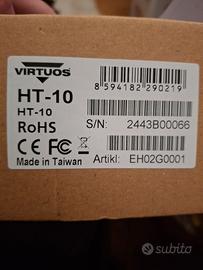 VIRTUOS
8594182290219
HT-10
HT-10
RoHS
S/N: 2443B00066
CE FC
Made in Taiwan
Artikl: EH02G0001
subito